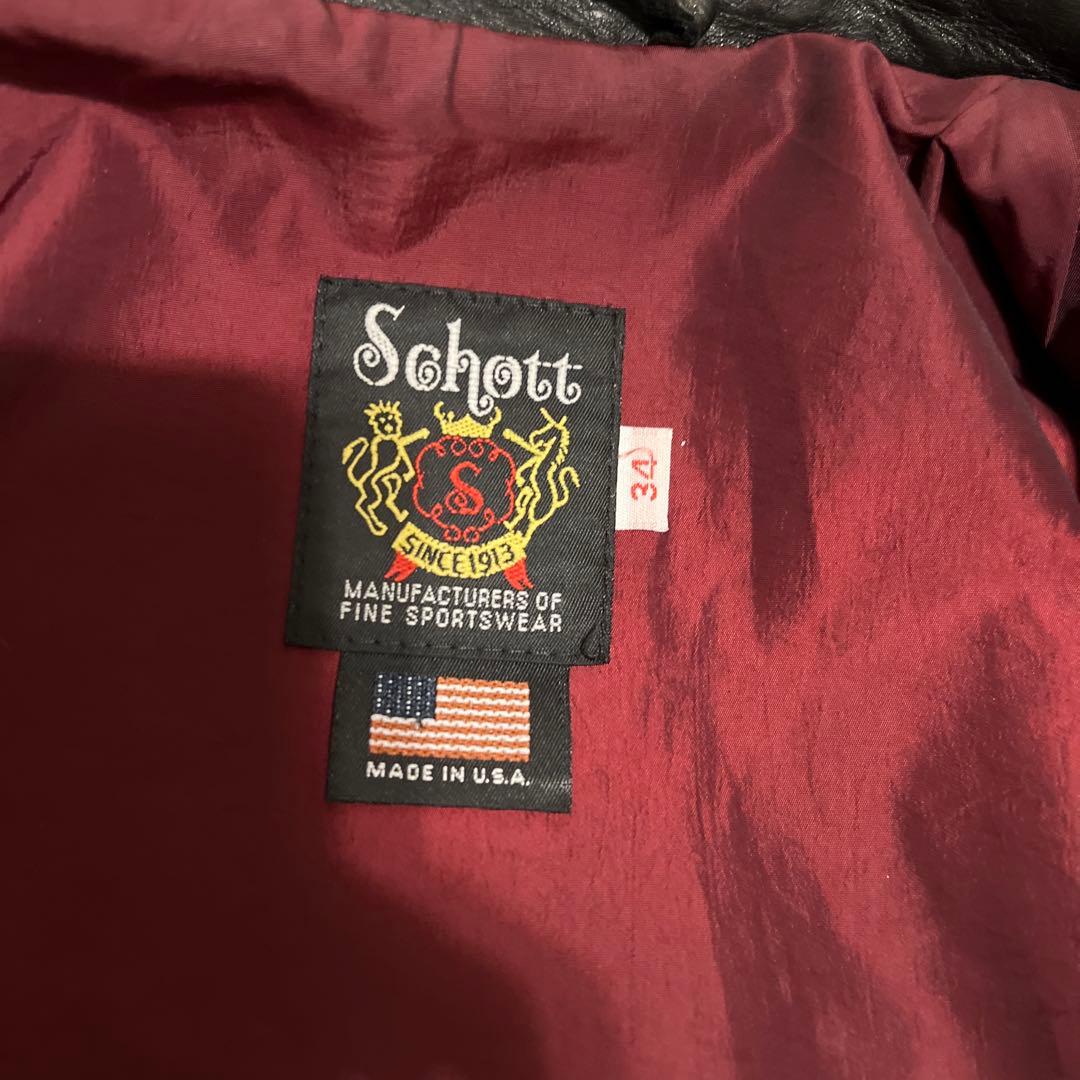 Schott
S
SINCE 1913
MANUFACTURERS OF
FINE SPORTSWEAR
34
MADE IN U.S.A.